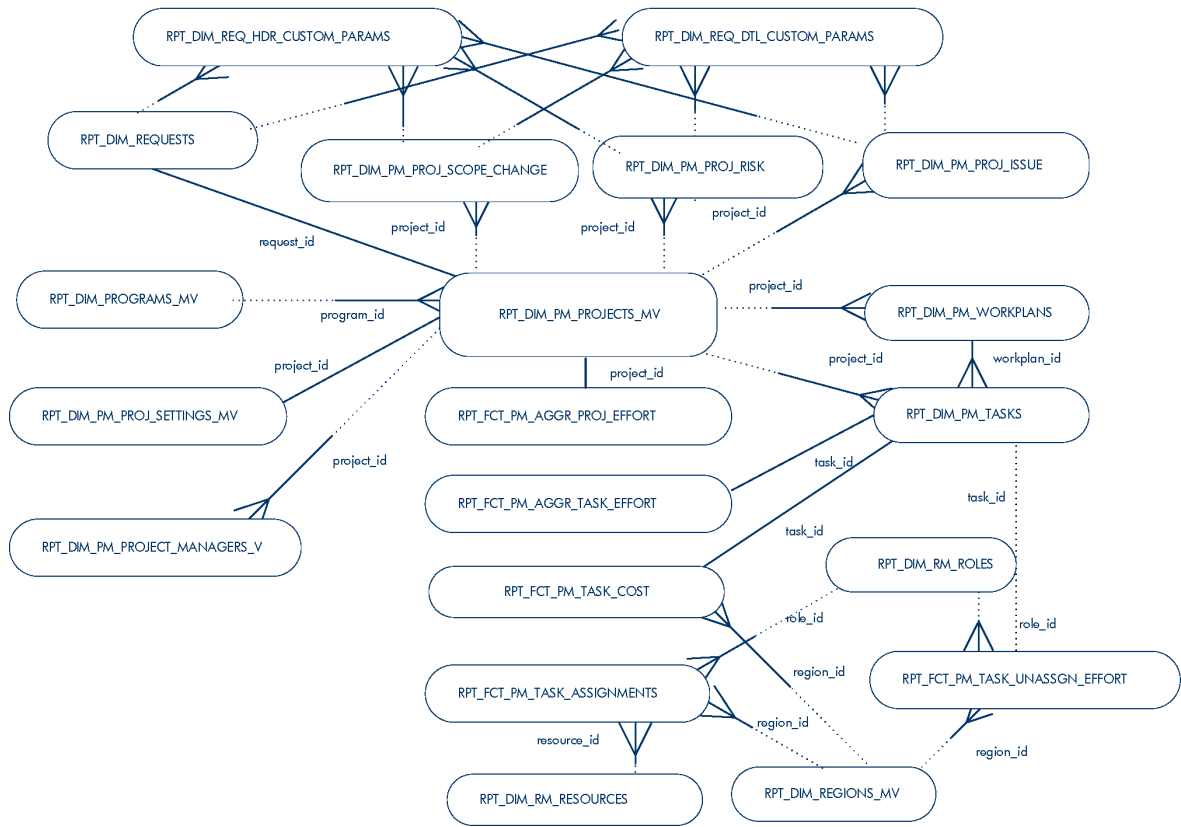 RPT_DIM_REQ_HDR_CUSTOM_PARAMS
RPT_DIM_REQ_DTL_CUSTOM_PARAMS
RPT_DIM_REQUESTS
RPT_DIM_PM_PROJ_SCOPE_CHANGE
RPT_DIM_PM_PROJ_RISK
RPT_DIM_PM_PROJ_ISSUE
project_id
project_id
project_id
request_id
RPT_DIM_PROGRAMS_MV
program_id
RPT_DIM_PM_PROJECTS_MV
project_id
RPT_DIM_PM_WORKPLANS
project_id
project_id
project_id
workplan_id
RPT_DIM_PM_PROJ_SETTINGS_MV
RPT_FCT_PM_AGGR_PROJ_EFFORT
RPT_DIM_PM_TASKS
project_id
task_id
RPT_FCT_PM_AGGR_TASK_EFFORT
task_id
task_id
RPT_DIM_PM_PROJECT_MANAGERS_V
RPT_DIM_RM_ROLES
RPT_FCT_PM_TASK_COST
role_id
role_id
region_id
RPT_FCT_PM_TASK_ASSIGNMENTS
RPT_FCT_PM_TASK_UNASSGN_EFFORT
region_id
resource_id
region_id
RPT_DIM_RM_RESOURCES
RPT_DIM_REGIONS_MV